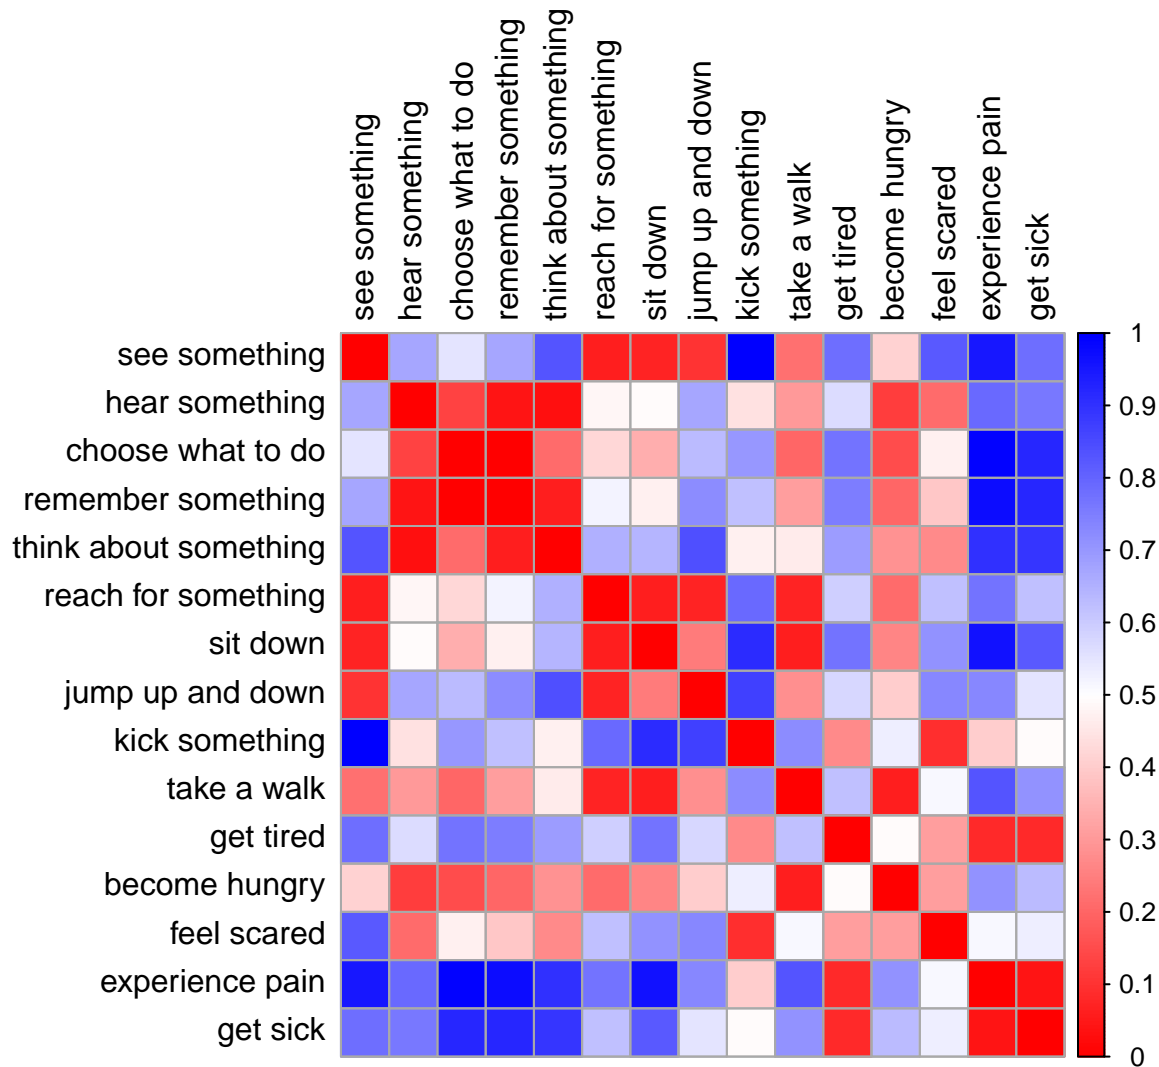 see something
hear something
choose what to do
remember something
think about something
reach for something
sit down
jump up and down
kick something
take a walk
get tired
become hungry
feel scared
experience pain
get sick
see something
hear something
choose what to do
remember something
think about something
reach for something
sit down
jump up and down
kick something
take a walk
get tired
become hungry
feel scared
experience pain
get sick
1
0.9
0.8
0.7
0.6
0.5
0.4
0.3
0.2
0.1
0